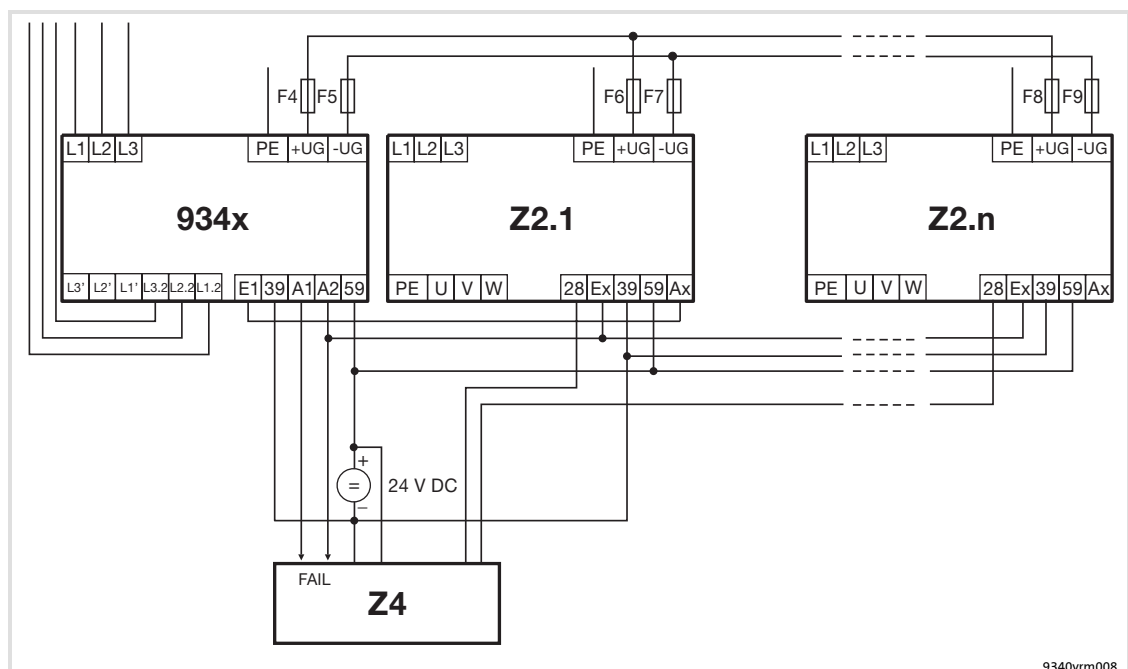 F4 F5 F6 F7 F8 F9
L1 L2 L3 PE +UG -UG L1 L2 L3 PE +UG -UG L1 L2 L3 PE +UG -UG
934x Z2.1 Z2.n
L3' L2' L1' L3.2 L2.2 L1.2 E1 39 A1 A2 59 PE U V W 28 Ex 39 59 Ax PE U V W 28 Ex 39 59 Ax
+
= 24 V DC
−
FAIL
Z4
9340vrm008